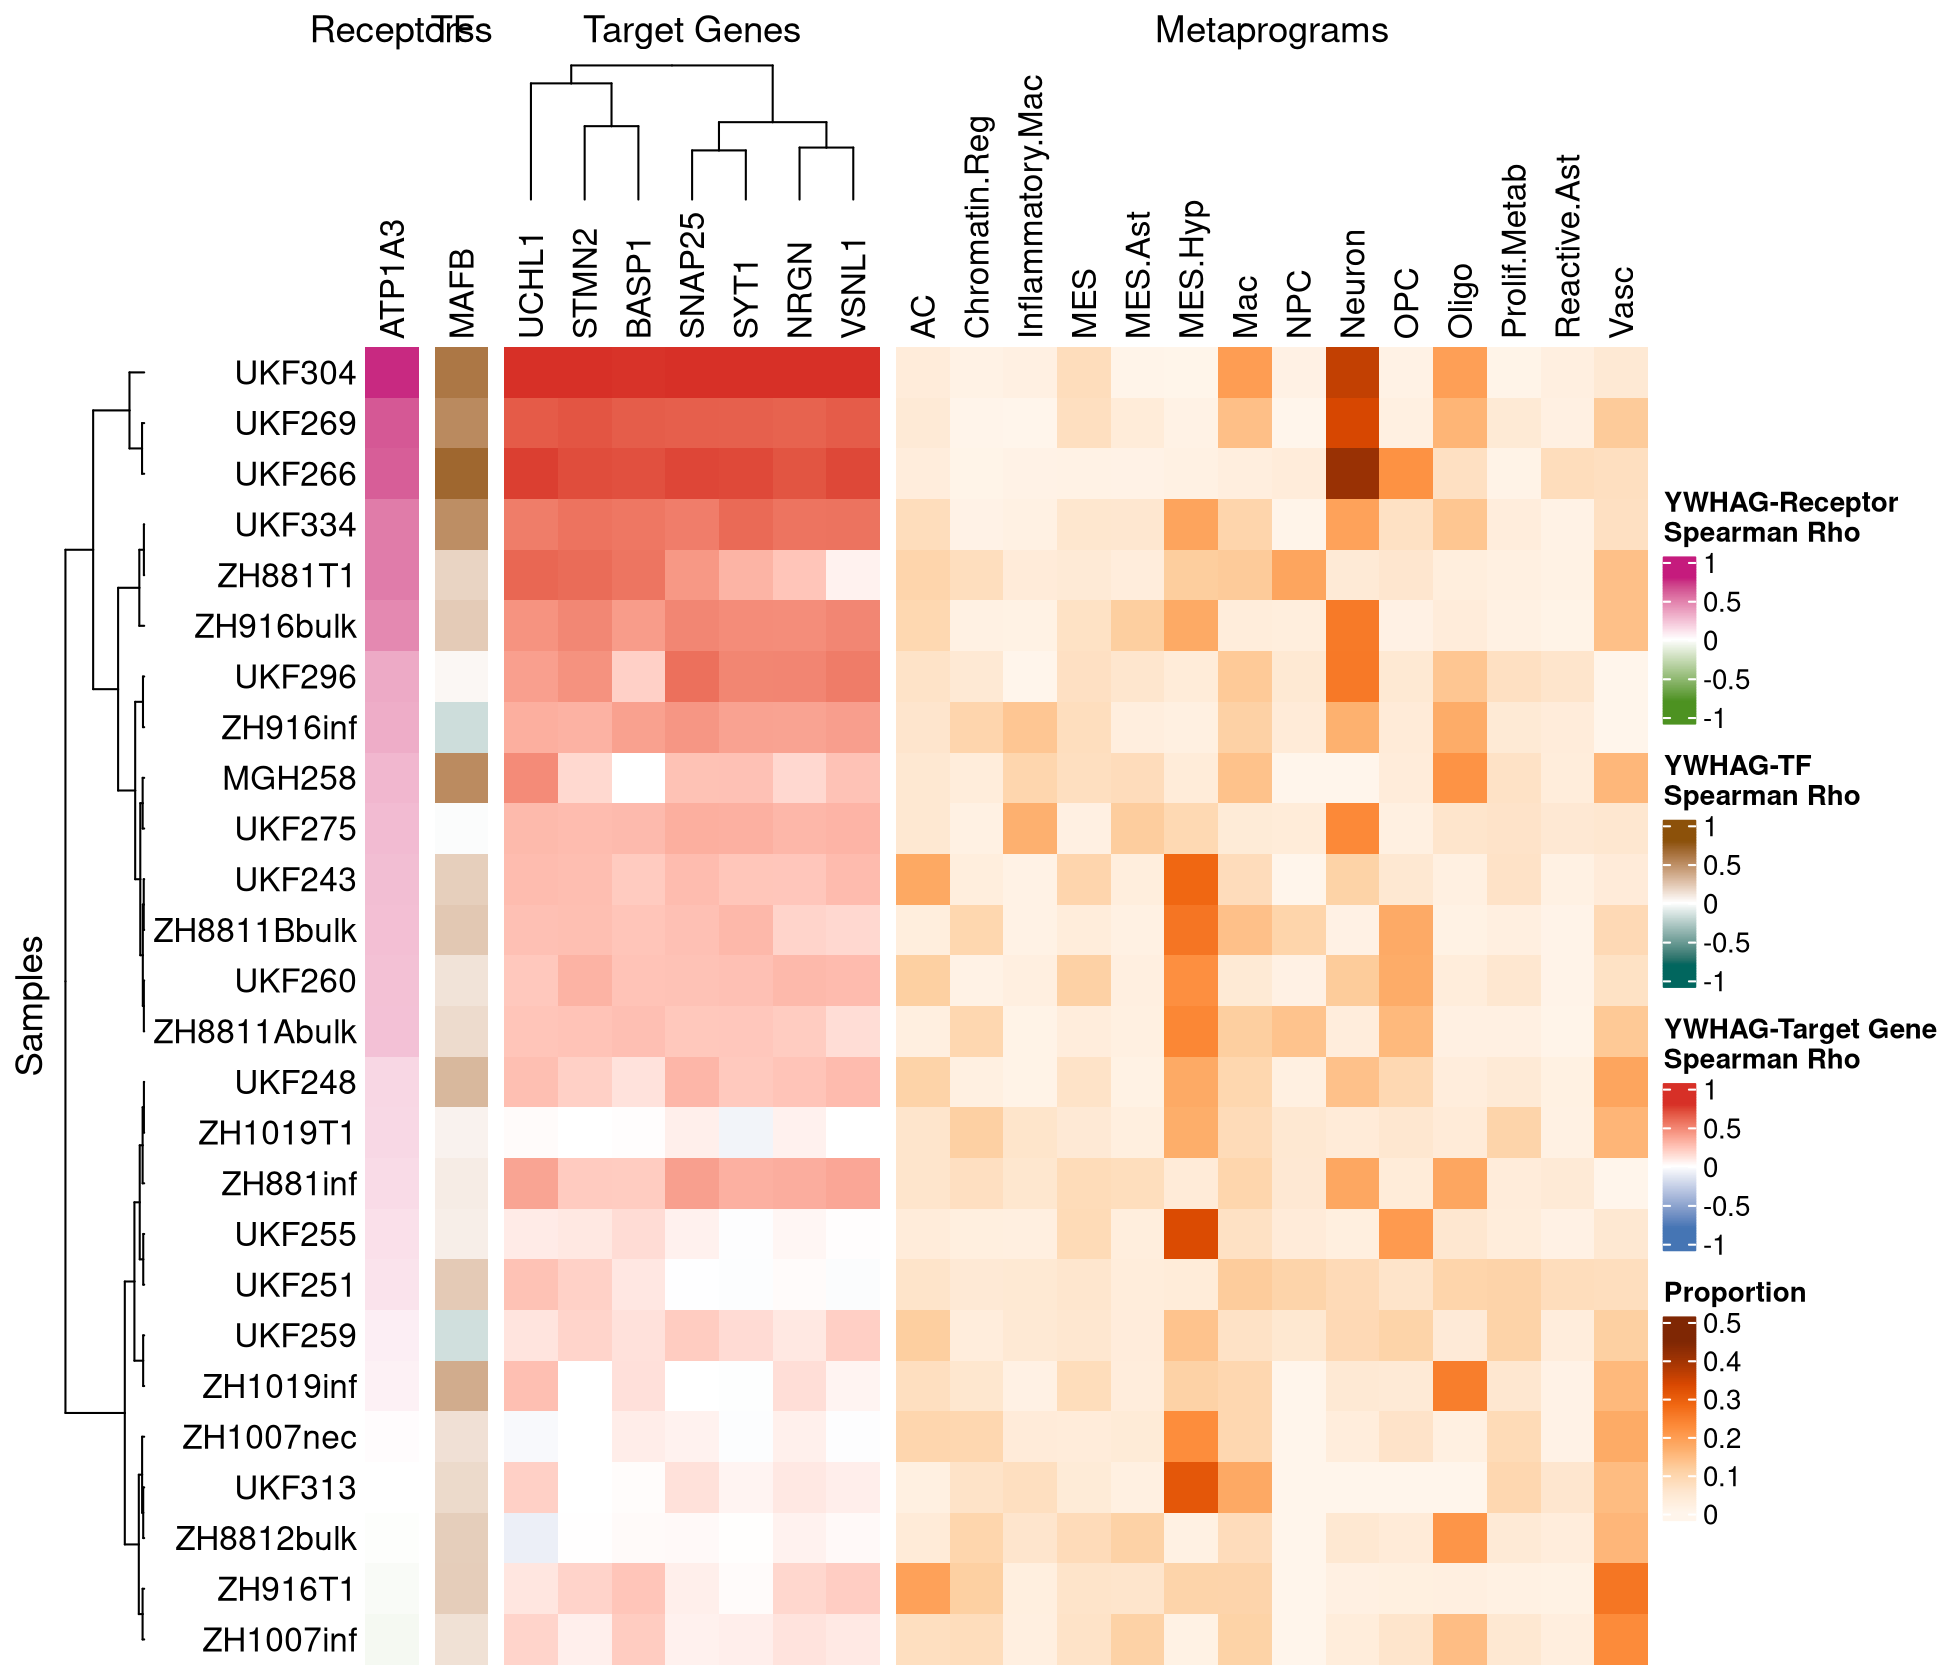 Receptors
TFs
Target Genes
Metaprograms
ATP1A3
MAFB
UCHL1
STMN2
BASP1
SNAP25
SYT1
NRGN
VSNL1
AC
Chromatin.Reg
Inflammatory.Mac
MES
MES.Ast
MES.Hyp
Mac
NPC
Neuron
OPC
Oligo
Prolif.Metab
Reactive.Ast
Vasc
Samples
UKF304
UKF269
UKF266
UKF334
ZH881T1
ZH916bulk
UKF296
ZH916inf
MGH258
UKF275
UKF243
ZH8811Bbulk
UKF260
ZH8811Abulk
UKF248
ZH1019T1
ZH881inf
UKF255
UKF251
UKF259
ZH1019inf
ZH1007nec
UKF313
ZH8812bulk
ZH916T1
ZH1007inf
YWHAG-Receptor
Spearman Rho
1
0.5
0
-0.5
-1
YWHAG-TF
Spearman Rho
1
0.5
0
-0.5
-1
YWHAG-Target Gene
Spearman Rho
1
0.5
0
-0.5
-1
Proportion
0.5
0.4
0.3
0.2
0.1
0